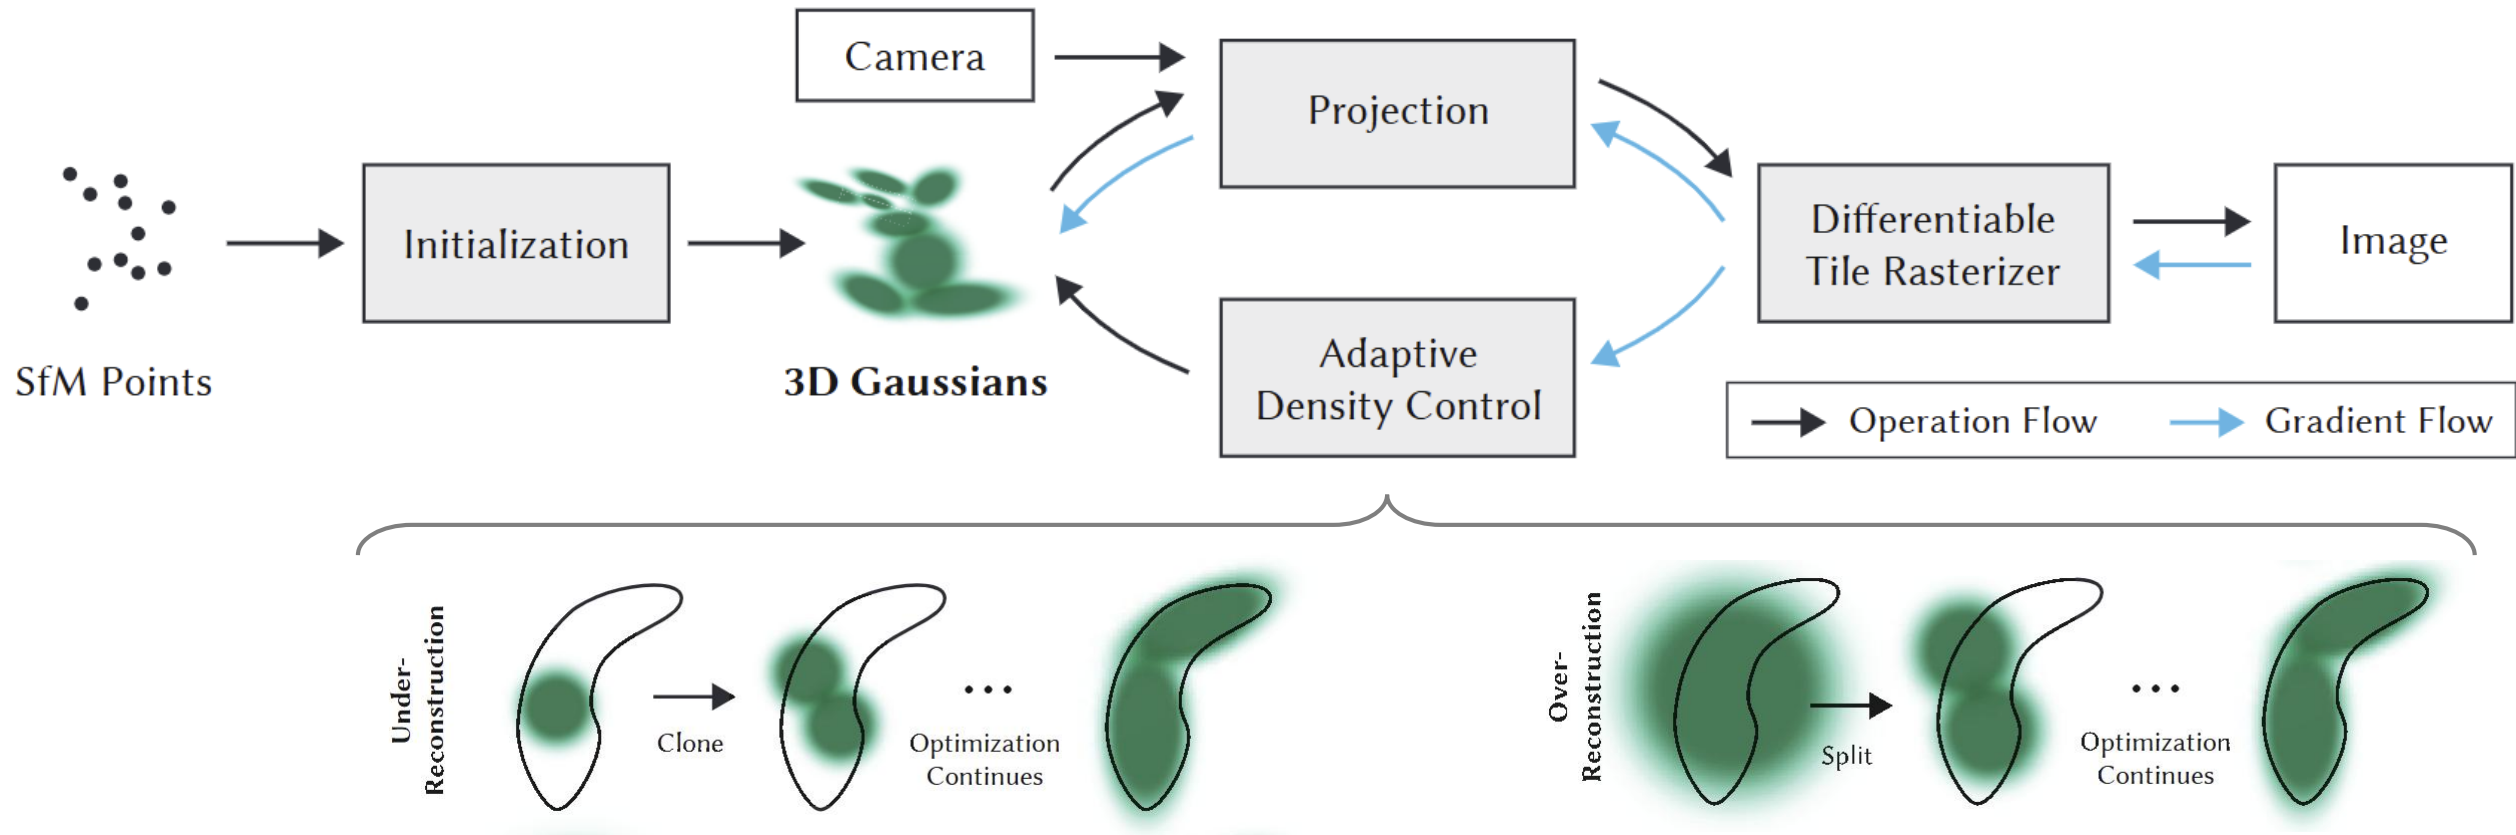 Camera
Projection
Initialization
Differentiable
Tile Rasterizer
Image
SfM Points
3D Gaussians
Adaptive
Density Control
Operation Flow
Gradient Flow
Under-
Reconstruction
Clone
...
Optimization
Continues
Over-
Reconstruction
Split
...
Optimization
Continues